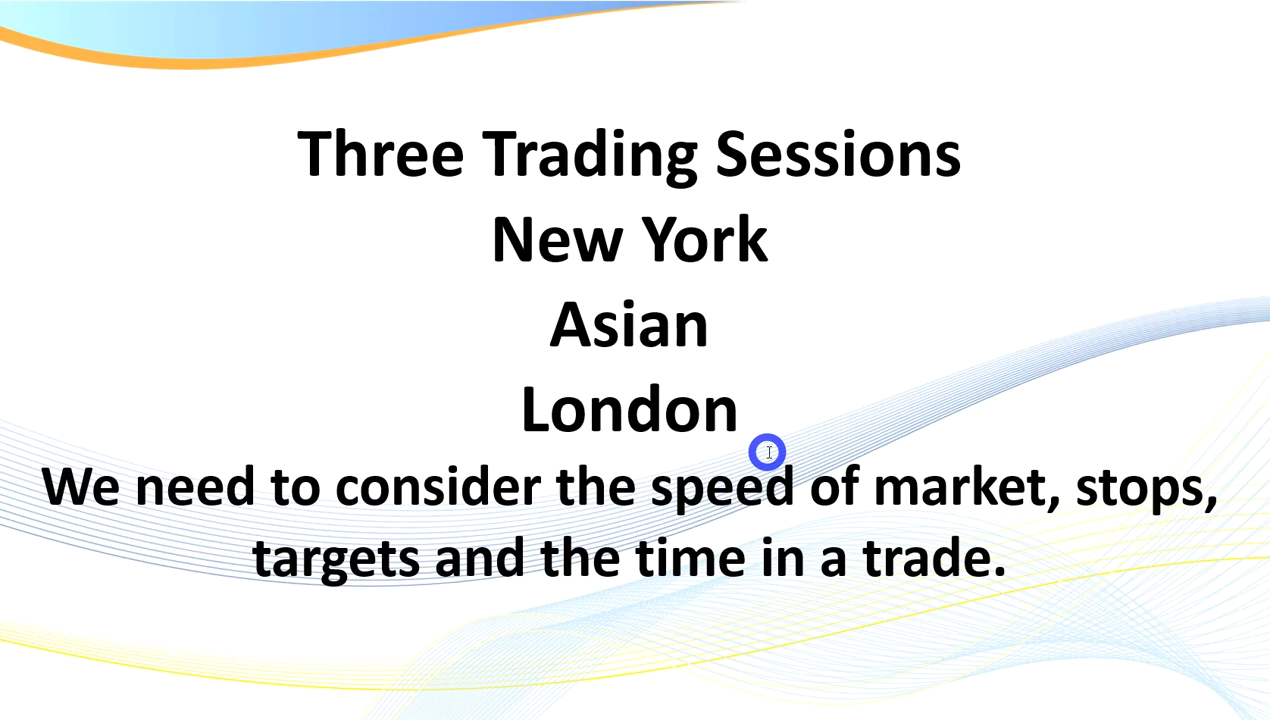 Three Trading Sessions
New York
Asian
London
We need to consider the speed of market, stops,
targets and the time in a trade.